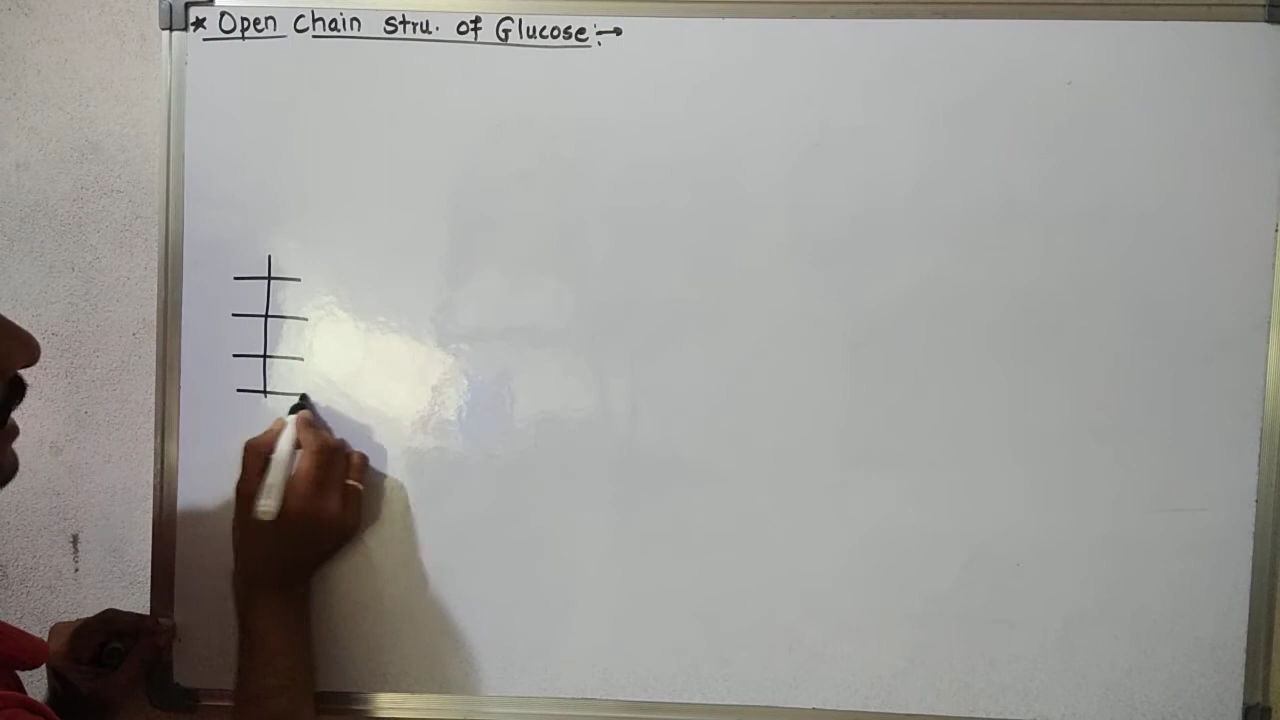 * Open Chain Stru. of Glucose:→